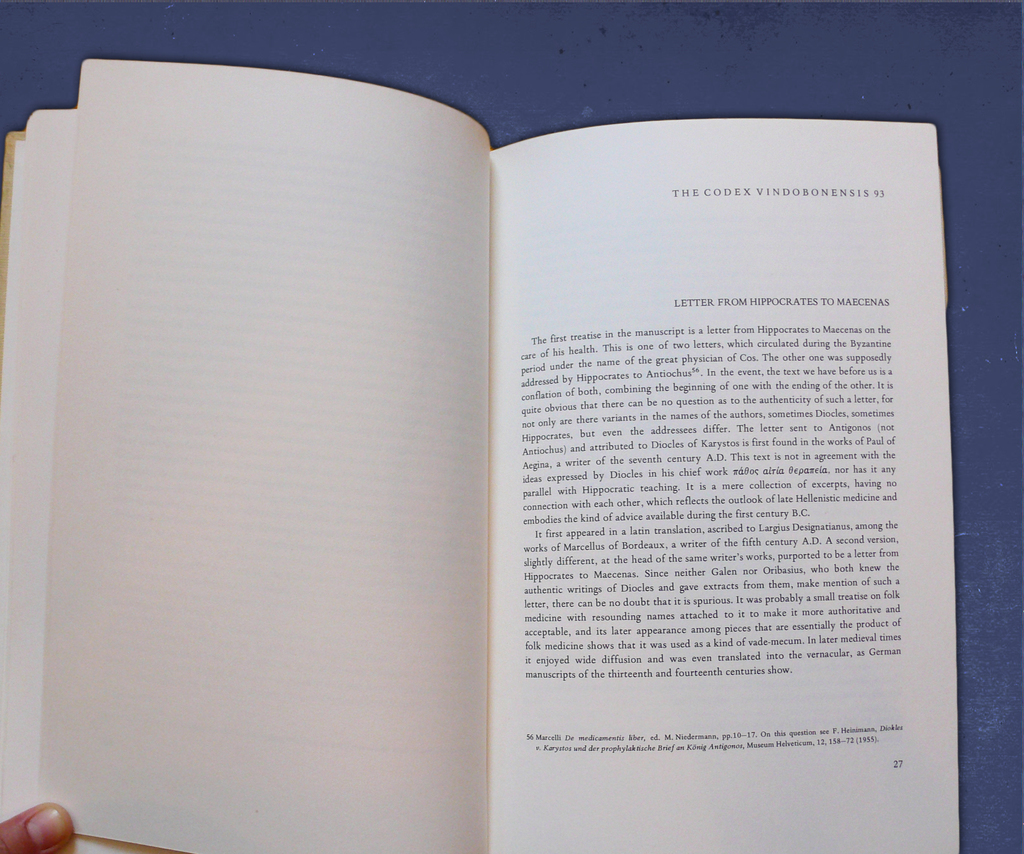 THE CODEX VINDOBONENSIS 93
LETTER FROM HIPPOCRATES TO MAECENAS
The first treatise in the manuscript is a letter from Hippocrates to Maecenas on the
care of his health. This is one of two letters, which circulated during the Byzantine
period under the name of the great physician of Cos. The other one was supposedly
addressed by Hippocrates to Antiochus⁵⁶. In the event, the text we have before us is a
conflation of both, combining the beginning of one with the ending of the other. It is
quite obvious that there can be no question as to the authenticity of such a letter, for
not only are there variants in the names of the authors, sometimes Diocles, sometimes
Hippocrates, but even the addressees differ. The letter sent to Antigonos (not
Antiochus) and attributed to Diocles of Karystos is first found in the works of Paul of
Aegina, a writer of the seventh century A.D. This text is not in agreement with the
ideas expressed by Diocles in his chief work πάθος αἰτία θεραπεία, nor has it any
parallel with Hippocratic teaching. It is a mere collection of excerpts, having no
connection with each other, which reflects the outlook of late Hellenistic medicine and
embodies the kind of advice available during the first century B.C.
It first appeared in a latin translation, ascribed to Largius Designatianus, among the
works of Marcellus of Bordeaux, a writer of the fifth century A.D. A second version,
slightly different, at the head of the same writer's works, purported to be a letter from
Hippocrates to Maecenas. Since neither Galen nor Oribasius, who both knew the
authentic writings of Diocles and gave extracts from them, make mention of such a
letter, there can be no doubt that it is spurious. It was probably a small treatise on folk
medicine with resounding names attached to it to make it more authoritative and
acceptable, and its later appearance among pieces that are essentially the product of
folk medicine shows that it was used as a kind of vade-mecum. In later medieval times
it enjoyed wide diffusion and was even translated into the vernacular, as German
manuscripts of the thirteenth and fourteenth centuries show.
56 Marcelli De medicamentis liber, ed. M. Niedermann, pp.10–17. On this question see F. Heinimann, Diokles
v. Karystos und der prophylaktische Brief an König Antigonos, Museum Helveticum, 12, 158–72 (1955).
27